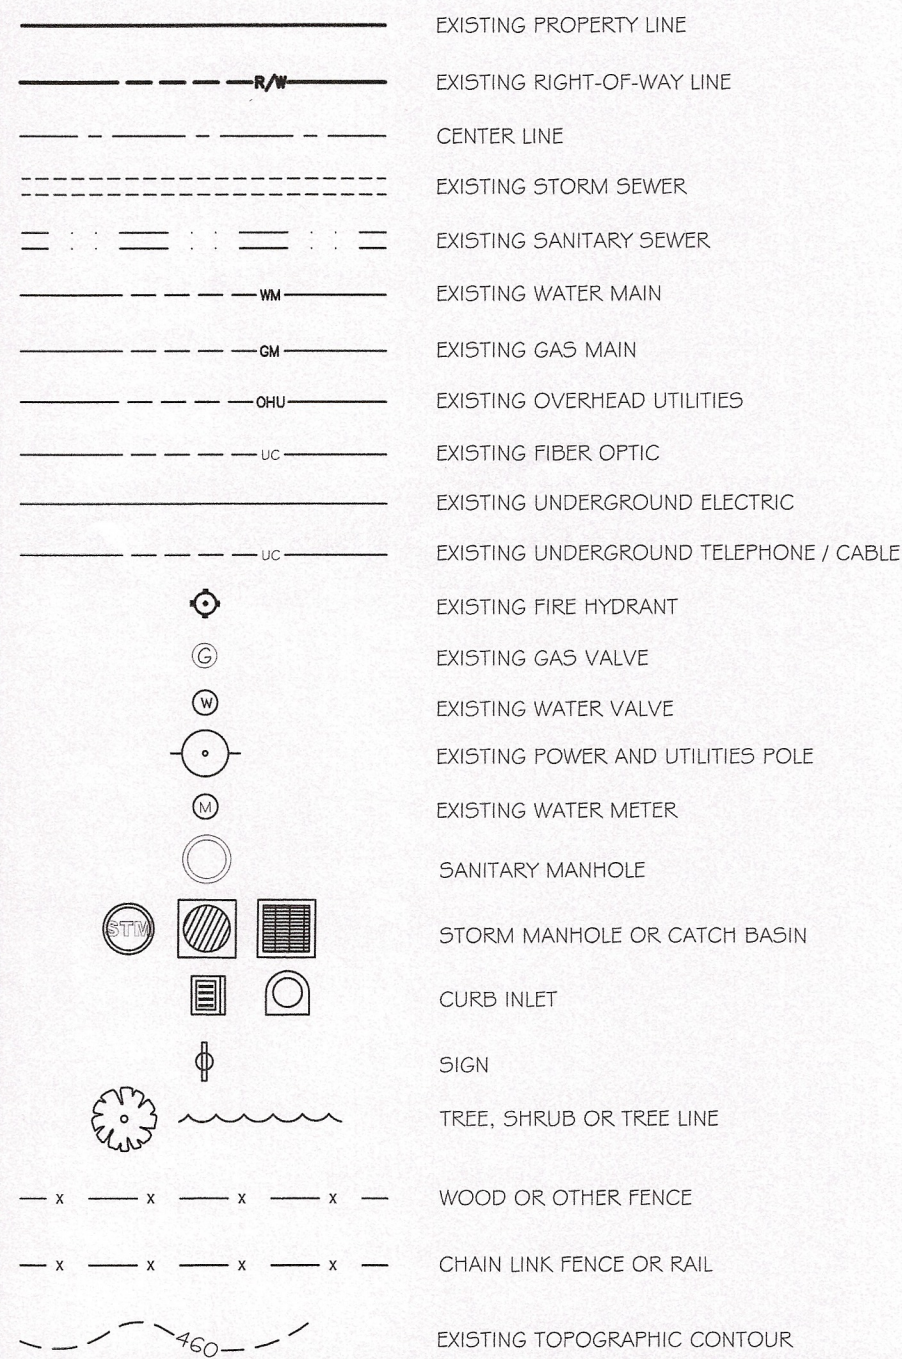 EXISTING PROPERTY LINE
R/W EXISTING RIGHT-OF-WAY LINE
CENTER LINE
EXISTING STORM SEWER
EXISTING SANITARY SEWER
WM EXISTING WATER MAIN
GM EXISTING GAS MAIN
OHU EXISTING OVERHEAD UTILITIES
UC EXISTING FIBER OPTIC
EXISTING UNDERGROUND ELECTRIC
UC EXISTING UNDERGROUND TELEPHONE / CABLE
EXISTING FIRE HYDRANT
G EXISTING GAS VALVE
W EXISTING WATER VALVE
EXISTING POWER AND UTILITIES POLE
M EXISTING WATER METER
SANITARY MANHOLE
STM STORM MANHOLE OR CATCH BASIN
CURB INLET
SIGN
TREE, SHRUB OR TREE LINE
X X X X WOOD OR OTHER FENCE
X X X X CHAIN LINK FENCE OR RAIL
460 EXISTING TOPOGRAPHIC CONTOUR